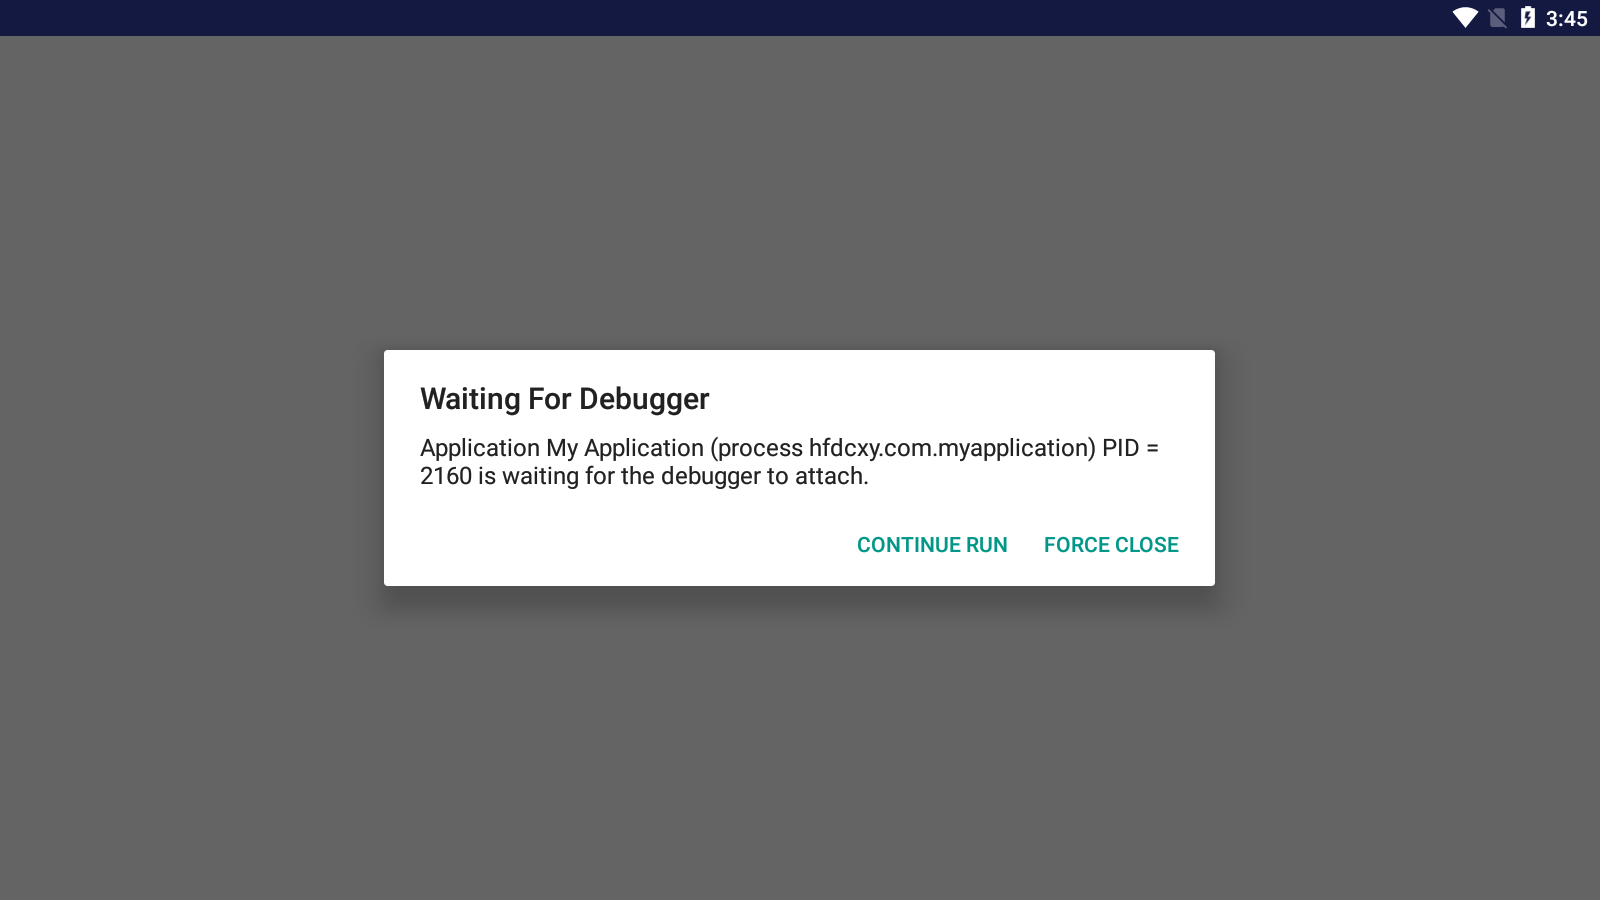 3:45
Waiting For Debugger
Application My Application (process hfdcxy.com.myapplication) PID =
2160 is waiting for the debugger to attach.
CONTINUE RUN FORCE CLOSE